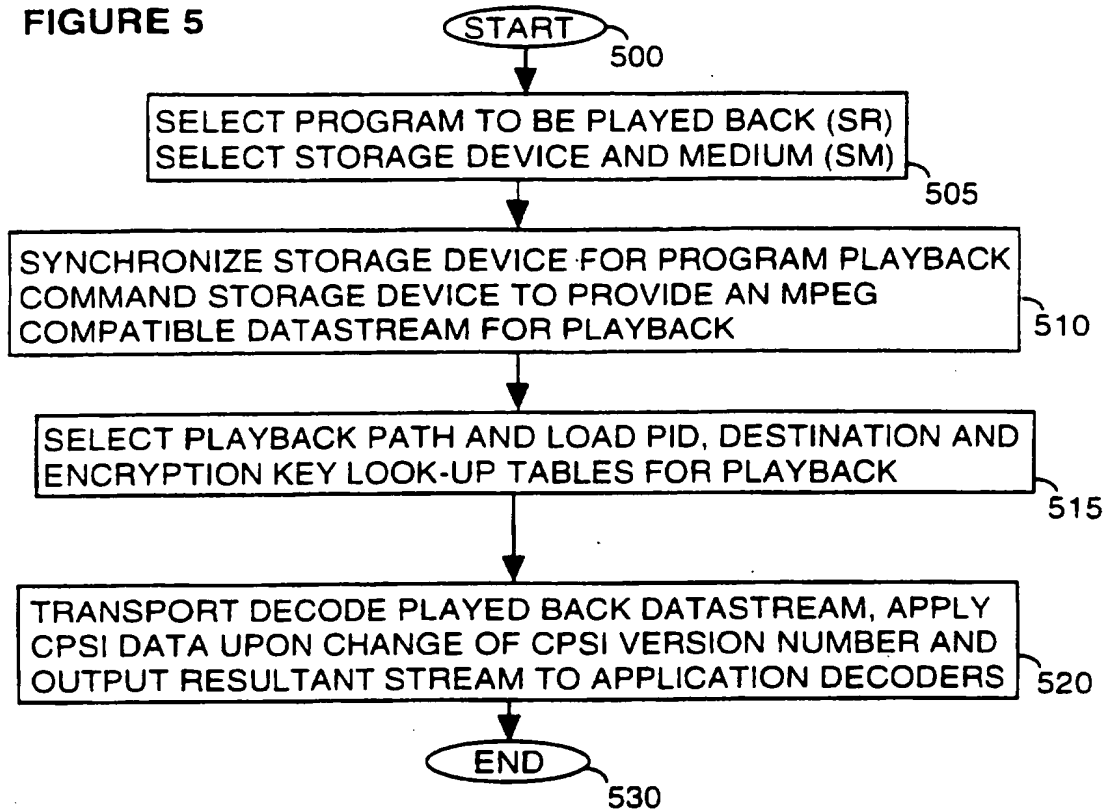 FIGURE 5
START
500
SELECT PROGRAM TO BE PLAYED BACK (SR)
SELECT STORAGE DEVICE AND MEDIUM (SM)
505
SYNCHRONIZE STORAGE DEVICE FOR PROGRAM PLAYBACK
COMMAND STORAGE DEVICE TO PROVIDE AN MPEG
COMPATIBLE DATASTREAM FOR PLAYBACK
510
SELECT PLAYBACK PATH AND LOAD PID, DESTINATION AND
ENCRYPTION KEY LOOK-UP TABLES FOR PLAYBACK
515
TRANSPORT DECODE PLAYED BACK DATASTREAM, APPLY
CPSI DATA UPON CHANGE OF CPSI VERSION NUMBER AND
OUTPUT RESULTANT STREAM TO APPLICATION DECODERS
520
END
530